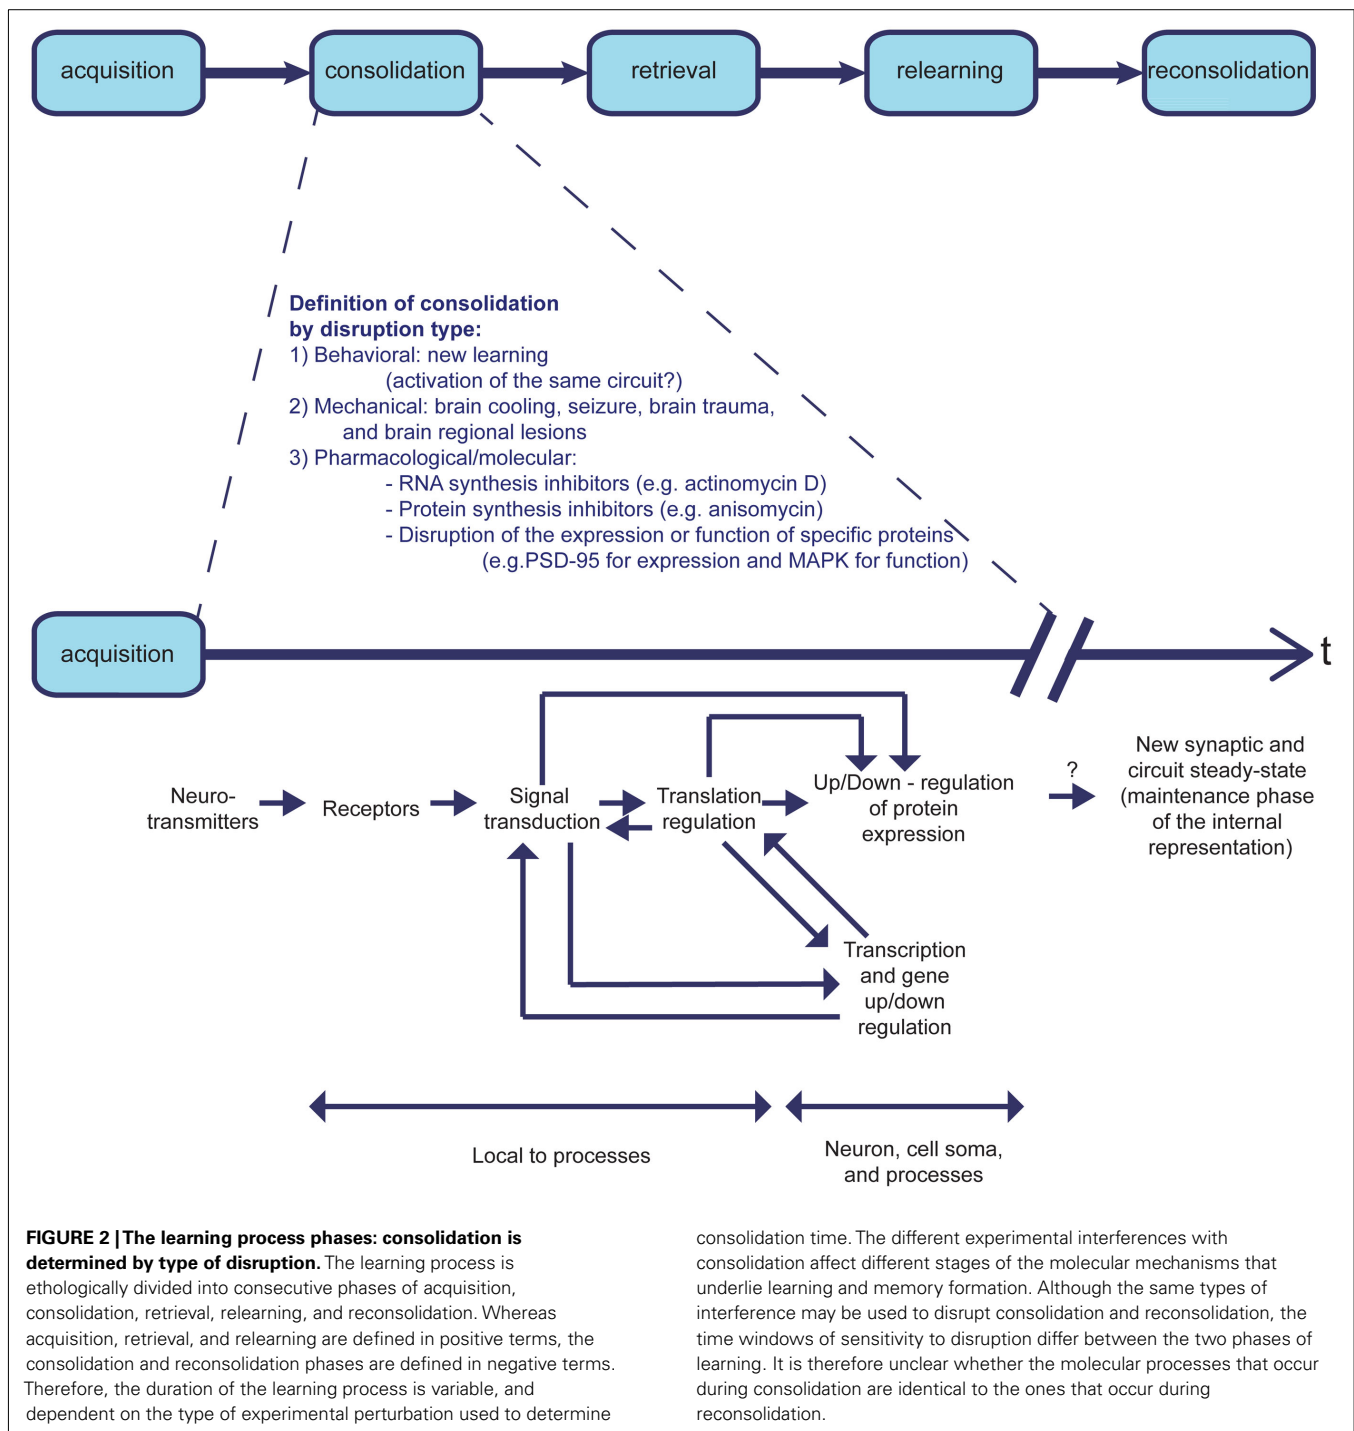 acquisition
consolidation
retrieval
relearning
reconsolidation
Definition of consolidation
by disruption type:
1) Behavioral: new learning
(activation of the same circuit?)
2) Mechanical: brain cooling, seizure, brain trauma,
and brain regional lesions
3) Pharmacological/molecular:
- RNA synthesis inhibitors (e.g. actinomycin D)
- Protein synthesis inhibitors (e.g. anisomycin)
- Disruption of the expression or function of specific proteins
(e.g.PSD-95 for expression and MAPK for function)
acquisition
t
Neuro-
transmitters
Receptors
Signal
transduction
Translation
regulation
Up/Down - regulation
of protein
expression
?
New synaptic and
circuit steady-state
(maintenance phase
of the internal
representation)
Transcription
and gene
up/down
regulation
Local to processes
Neuron, cell soma,
and processes
FIGURE 2 | The learning process phases: consolidation is
determined by type of disruption. The learning process is
ethologically divided into consecutive phases of acquisition,
consolidation, retrieval, relearning, and reconsolidation. Whereas
acquisition, retrieval, and relearning are defined in positive terms, the
consolidation and reconsolidation phases are defined in negative terms.
Therefore, the duration of the learning process is variable, and
dependent on the type of experimental perturbation used to determine
consolidation time. The different experimental interferences with
consolidation affect different stages of the molecular mechanisms that
underlie learning and memory formation. Although the same types of
interference may be used to disrupt consolidation and reconsolidation, the
time windows of sensitivity to disruption differ between the two phases of
learning. It is therefore unclear whether the molecular processes that occur
during consolidation are identical to the ones that occur during
reconsolidation.